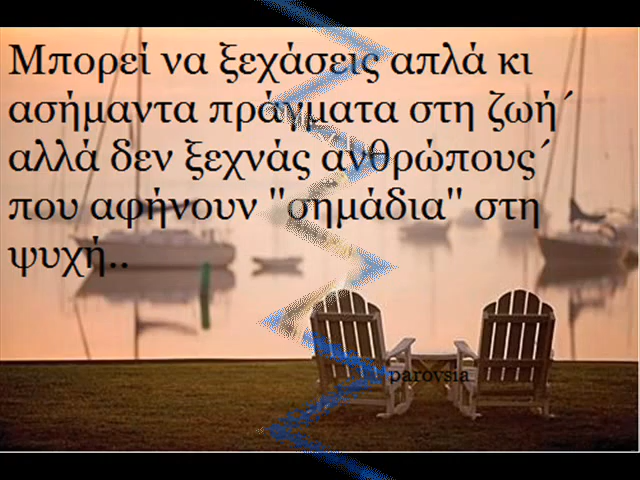 Μπορεί να ξεχάσεις απλά κι
ασήμαντα πράγματα στη ζωή´
αλλά δεν ξεχνάς ανθρώπους´
που αφήνουν "σημάδια" στη
ψυχή..
parovsia